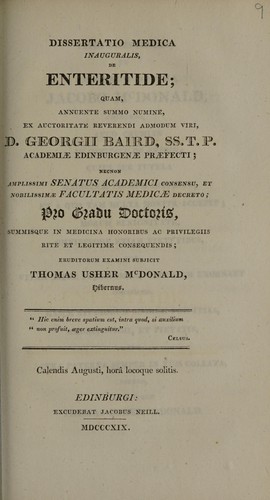 9
DISSERTATIO MEDICA
INAUGURALIS,
DE
ENTERITIDE;
QUAM,
ANNUENTE SUMMO NUMINE,
EX AUCTORITATE REVERENDI ADMODUM VIRI,
D. GEORGII BAIRD, SS.T.P.
ACADEMIÆ EDINBURGENÆ PRÆFECTI;
NECNON
AMPLISSIMI SENATUS ACADEMICI CONSENSU, ET
NOBILISSIMÆ FACULTATIS MEDICÆ DECRETO;
Pro Gradu Doctoris,
SUMMISQUE IN MEDICINA HONORIBUS AC PRIVILEGIIS
RITE ET LEGITIME CONSEQUENDIS;
ERUDITORUM EXAMINI SUBJICIT
THOMAS USHER McDONALD,
Hibernus.
" Hic enim breve spatium est, intra quod, si auxilium
" non profuit, æger extinguitur."
CELSUS.
Calendis Augusti, horâ locoque solitis.
EDINBURGI:
EXCUDEBAT JACOBUS NEILL.
MDCCCXIX.